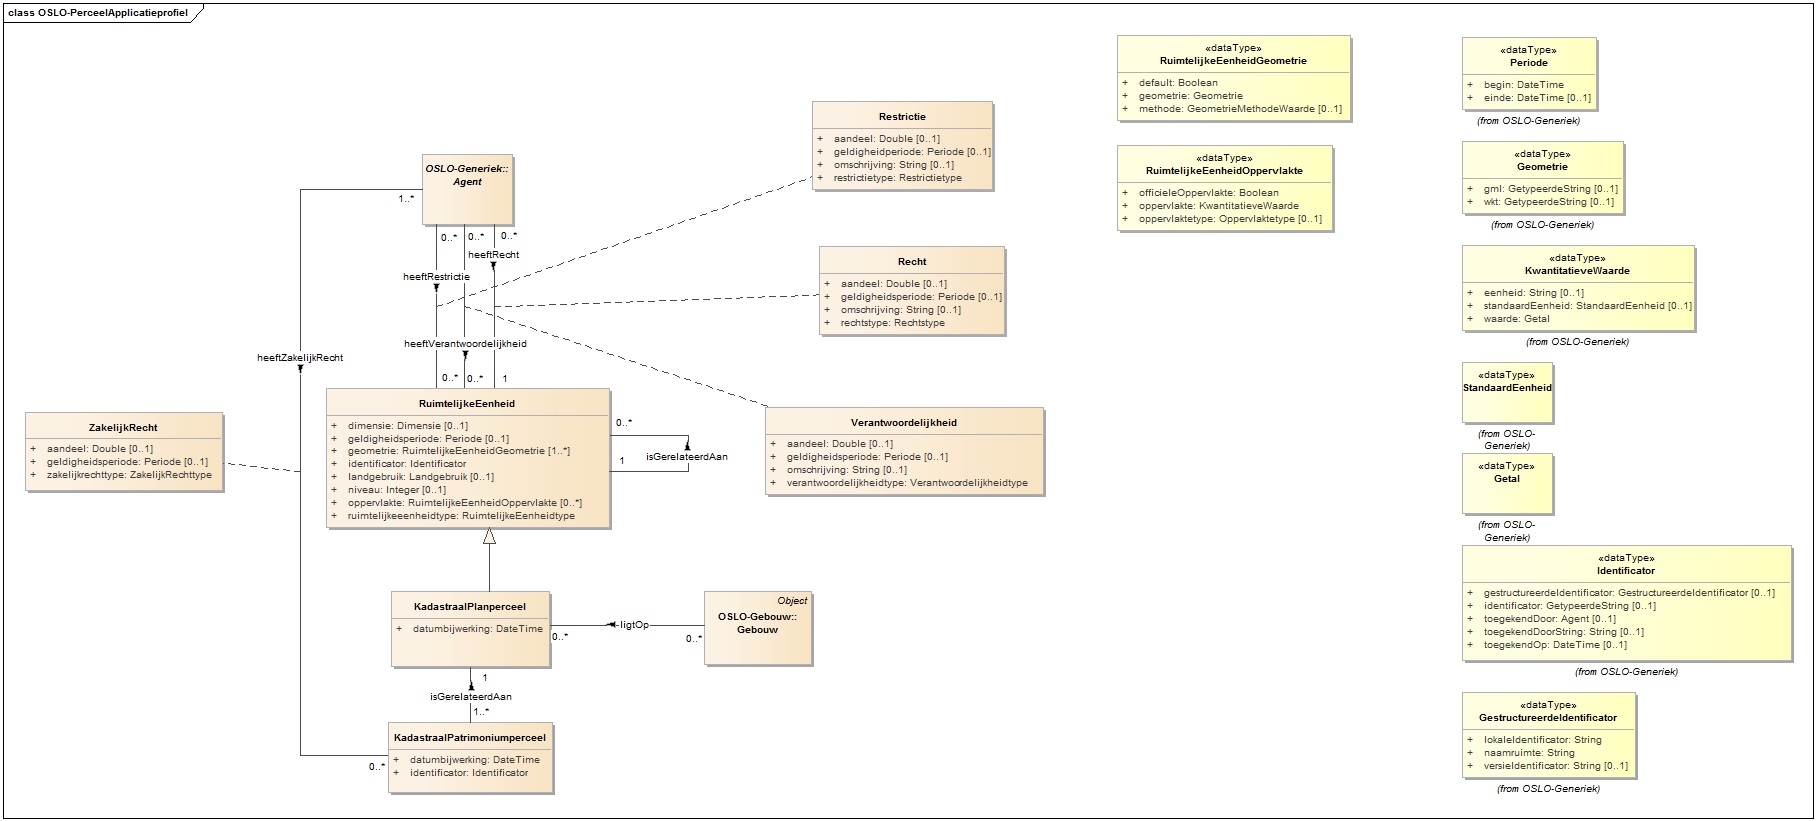 class OSLO-PerceelApplicatieprofiel
OSLO-Generiek::
Agent
1..*
0..*
0..*
0..*
heeftRecht
heeftRestrictie
heeftVerantwoordelijkheid
heeftZakelijkRecht
0..*
0..*
1
Restrictie
+ aandeel: Double [0..1]
+ geldigheidperiode: Periode [0..1]
+ omschrijving: String [0..1]
+ restrictietype: Restrictietype
Recht
+ aandeel: Double [0..1]
+ geldigheidsperiode: Periode [0..1]
+ omschrijving: String [0..1]
+ rechtstype: Rechtstype
ZakelijkRecht
+ aandeel: Double [0..1]
+ geldigheidsperiode: Periode [0..1]
+ zakelijkrechttype: ZakelijkRechttype
RuimtelijkeEenheid
+ dimensie: Dimensie [0..1]
+ geldigheidsperiode: Periode [0..1]
+ geometrie: RuimtelijkeEenheidGeometrie [1..*]
+ identificator: Identificator
+ landgebruik: Landgebruik [0..1]
+ niveau: Integer [0..1]
+ oppervlakte: RuimtelijkeEenheidOppervlakte [0..*]
+ ruimtelijkeeenheidtype: RuimtelijkeEenheidtype
0..*
isGerelateerdAan
1
Verantwoordelijkheid
+ aandeel: Double [0..1]
+ geldigheidsperiode: Periode [0..1]
+ omschrijving: String [0..1]
+ verantwoordelijkheidtype: Verantwoordelijkheidtype
KadastraalPlanperceel
+ datumbijwerking: DateTime
0..*
ligtOp
0..*
Object
OSLO-Gebouw::
Gebouw
1
isGerelateerdAan
1..*
KadastraalPatrimoniumperceel
+ datumbijwerking: DateTime
+ identificator: Identificator
0..*
«dataType»
RuimtelijkeEenheidGeometrie
+ default: Boolean
+ geometrie: Geometrie
+ methode: GeometrieMethodeWaarde [0..1]
«dataType»
RuimtelijkeEenheidOppervlakte
+ officieleOppervlakte: Boolean
+ oppervlakte: KwantitatieveWaarde
+ oppervlaktetype: Oppervlaktetype [0..1]
«dataType»
Periode
+ begin: DateTime
+ einde: DateTime [0..1]
(from OSLO-Generiek)
«dataType»
Geometrie
+ gml: GetypeerdeString [0..1]
+ wkt: GetypeerdeString [0..1]
(from OSLO-Generiek)
«dataType»
KwantitatieveWaarde
+ eenheid: String [0..1]
+ standaardEenheid: StandaardEenheid [0..1]
+ waarde: Getal
(from OSLO-Generiek)
«dataType»
StandaardEenheid
(from OSLO-
Generiek)
«dataType»
Getal
(from OSLO-
Generiek)
«dataType»
Identificator
+ gestructureerdeIdentificator: GestructureerdeIdentificator [0..1]
+ identificator: GetypeerdeString [0..1]
+ toegekendDoor: Agent [0..1]
+ toegekendDoorString: String [0..1]
+ toegekendOp: DateTime [0..1]
(from OSLO-Generiek)
«dataType»
GestructureerdeIdentificator
+ lokaleIdentificator: String
+ naamruimte: String
+ versieIdentificator: String [0..1]
(from OSLO-Generiek)